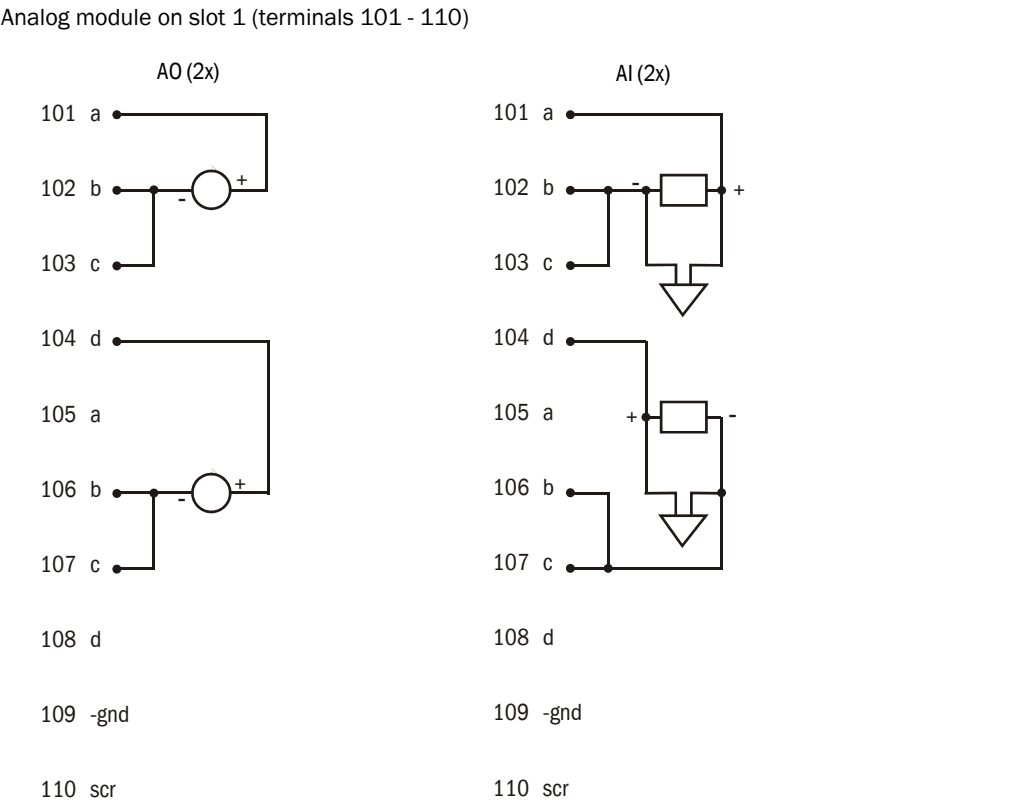 Analog module on slot 1 (terminals 101 - 110)
AO (2x)
101 a
102 b
- +
103 c
104 d
105 a
106 b
- +
107 c
108 d
109 -gnd
110 scr
AI (2x)
101 a
102 b
- +
103 c
104 d
105 a
+ -
106 b
107 c
108 d
109 -gnd
110 scr